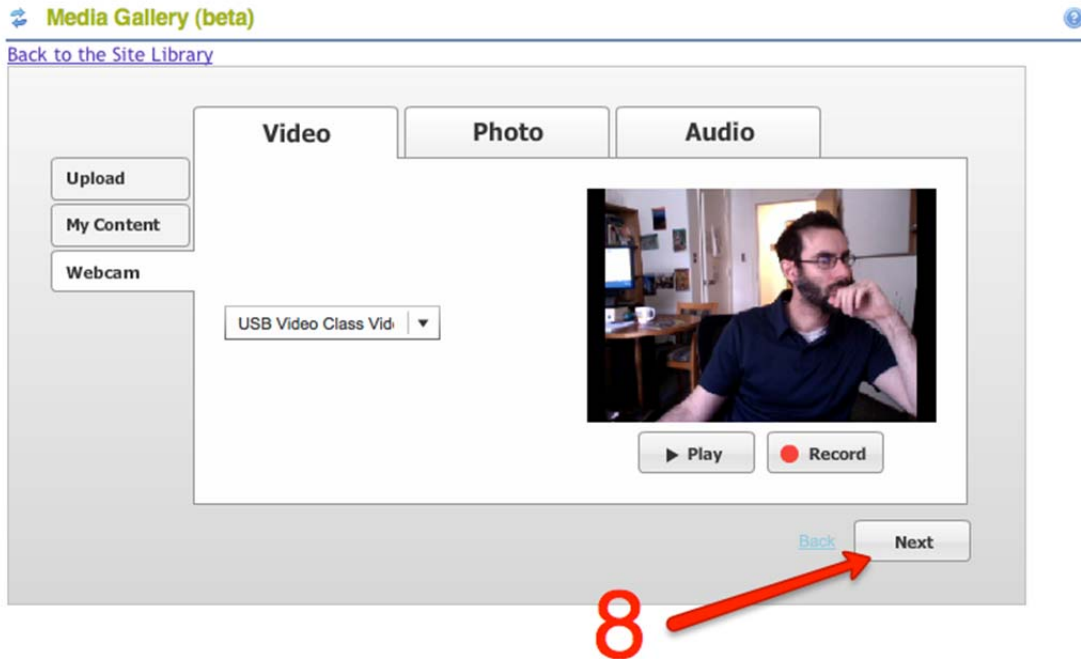 Media Gallery (beta)
Back to the Site Library
Video
Photo
Audio
Upload
My Content
Webcam
USB Video Class Vid
Play
Record
Back
Next
8